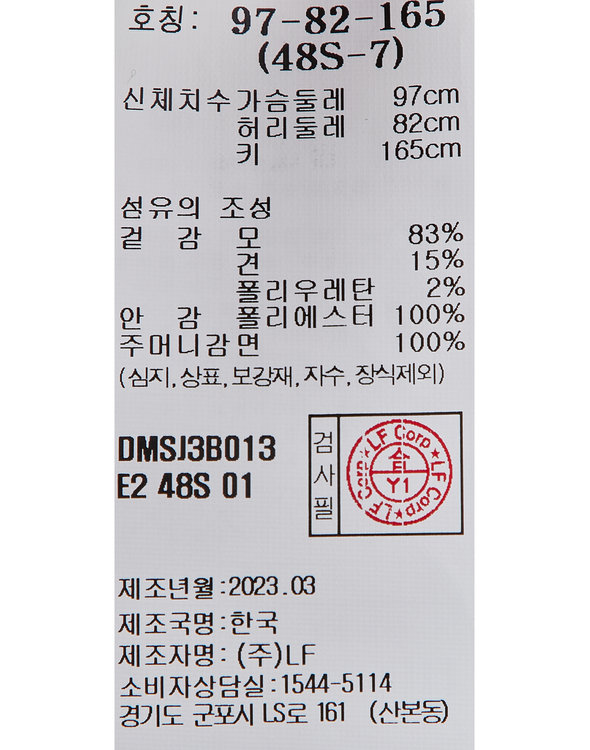 호칭: 97-82-165
(48S-7)
신체치수 가슴둘레 97cm
허리둘레 82cm
키 165cm
섬유의 조성
겉 감 모 83%
견 15%
폴리우레탄 2%
안 감 폴리에스터 100%
주머니감 면 100%
(심지, 상표, 보강재, 자수, 장식제외)
DMSJ3B013
E2 48S 01
검사필
LF Corp ★ LF Corp ★ LF Corp ★
合
Y1
제조년월:2023.03
제조국명:한국
제조자명: (주)LF
소비자상담실:1544-5114
경기도 군포시 LS로 161 (산본동)